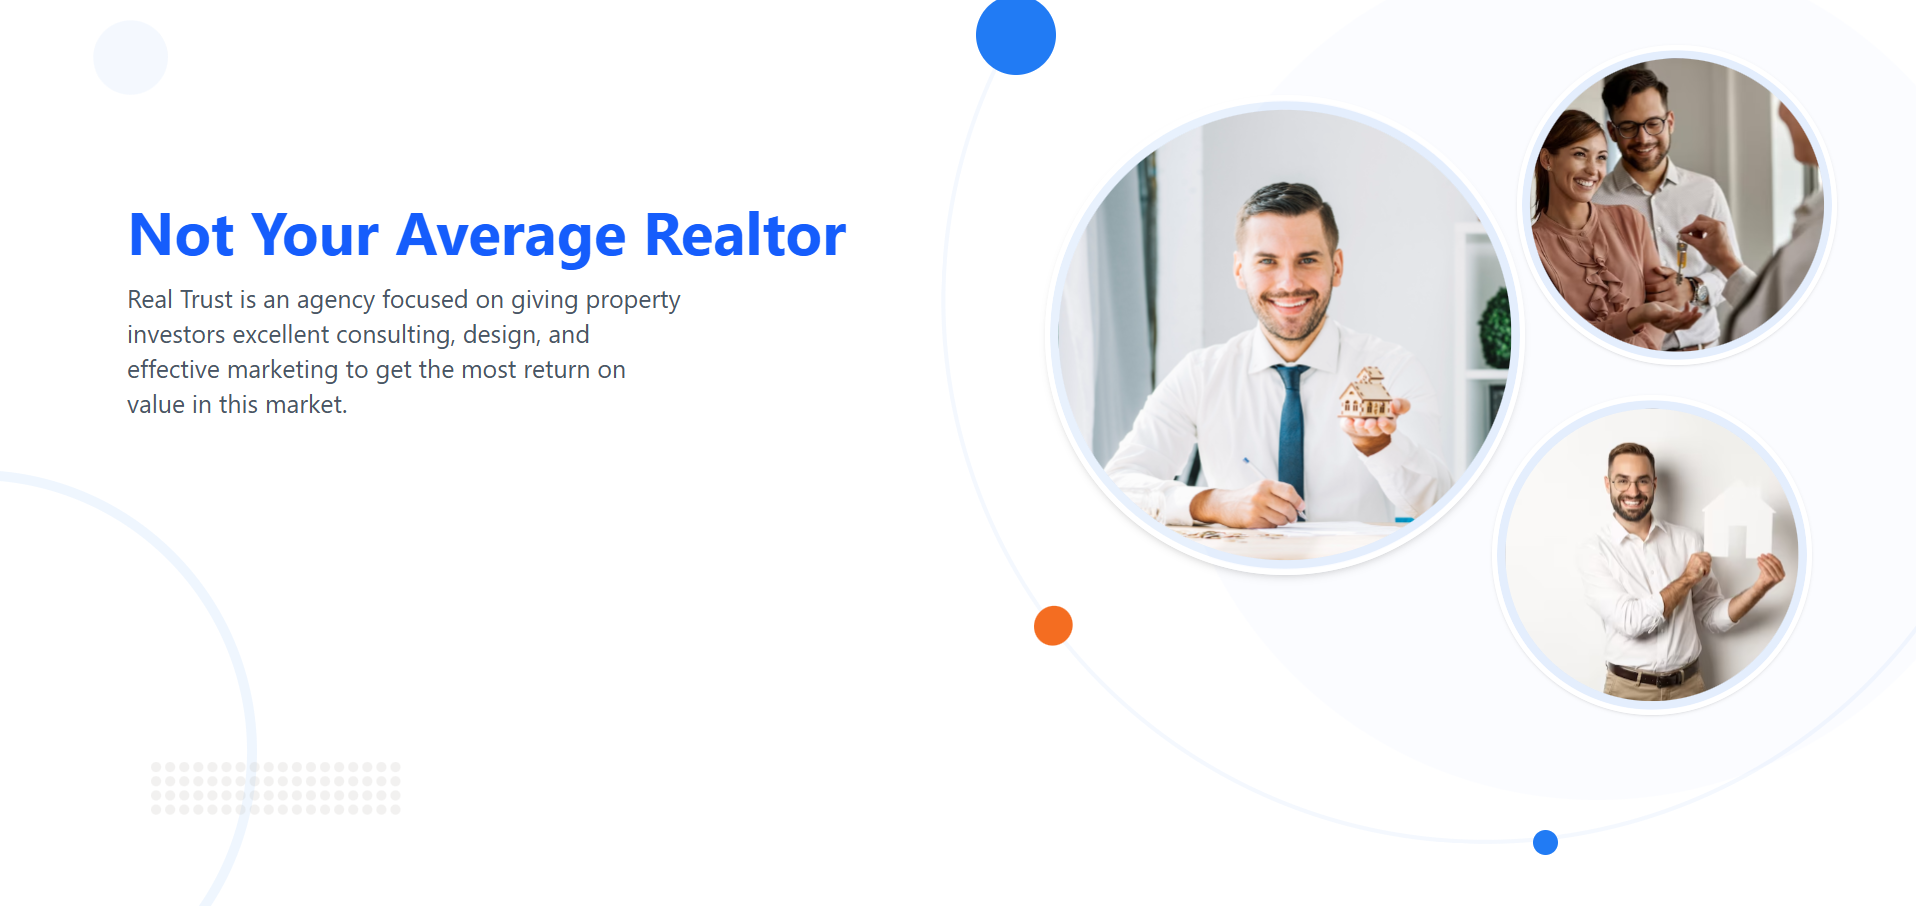 Not Your Average Realtor
Real Trust is an agency focused on giving property
investors excellent consulting, design, and
effective marketing to get the most return on
value in this market.